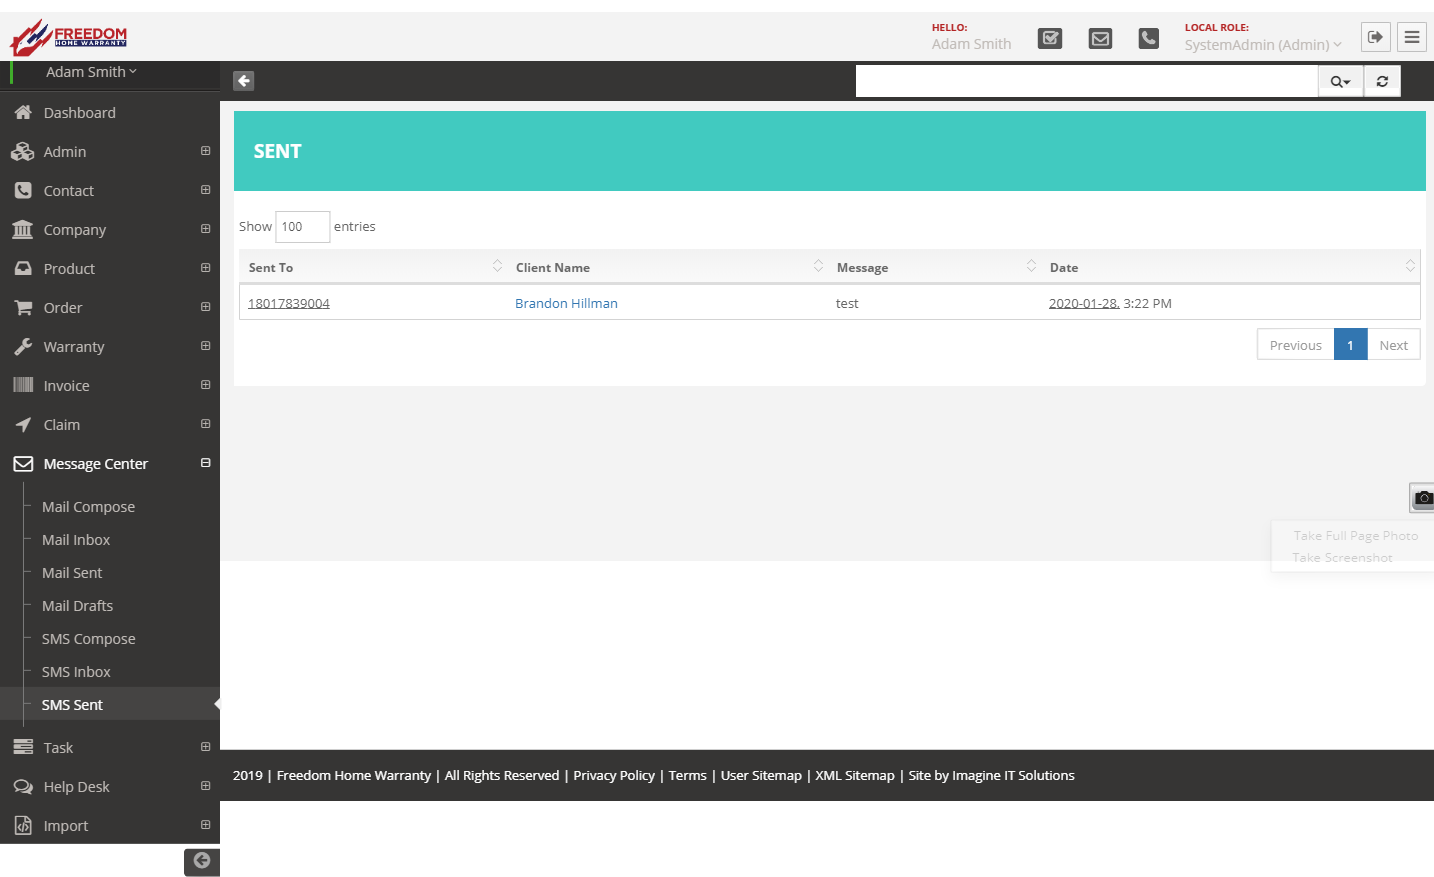 FREEDOM
HOME WARRANTY
HELLO:
Adam Smith
LOCAL ROLE:
SystemAdmin (Admin)
Adam Smith
Dashboard
Admin
Contact
Company
Product
Order
Warranty
Invoice
Claim
Message Center
Mail Compose
Mail Inbox
Mail Sent
Mail Drafts
SMS Compose
SMS Inbox
SMS Sent
Task
Help Desk
Import
SENT
Show 100 entries
Sent To Client Name Message Date
18017839004 Brandon Hillman test 2020-01-28, 3:22 PM
Previous 1 Next
Take Full Page Photo
Take Screenshot
2019 | Freedom Home Warranty | All Rights Reserved | Privacy Policy | Terms | User Sitemap | XML Sitemap | Site by Imagine IT Solutions